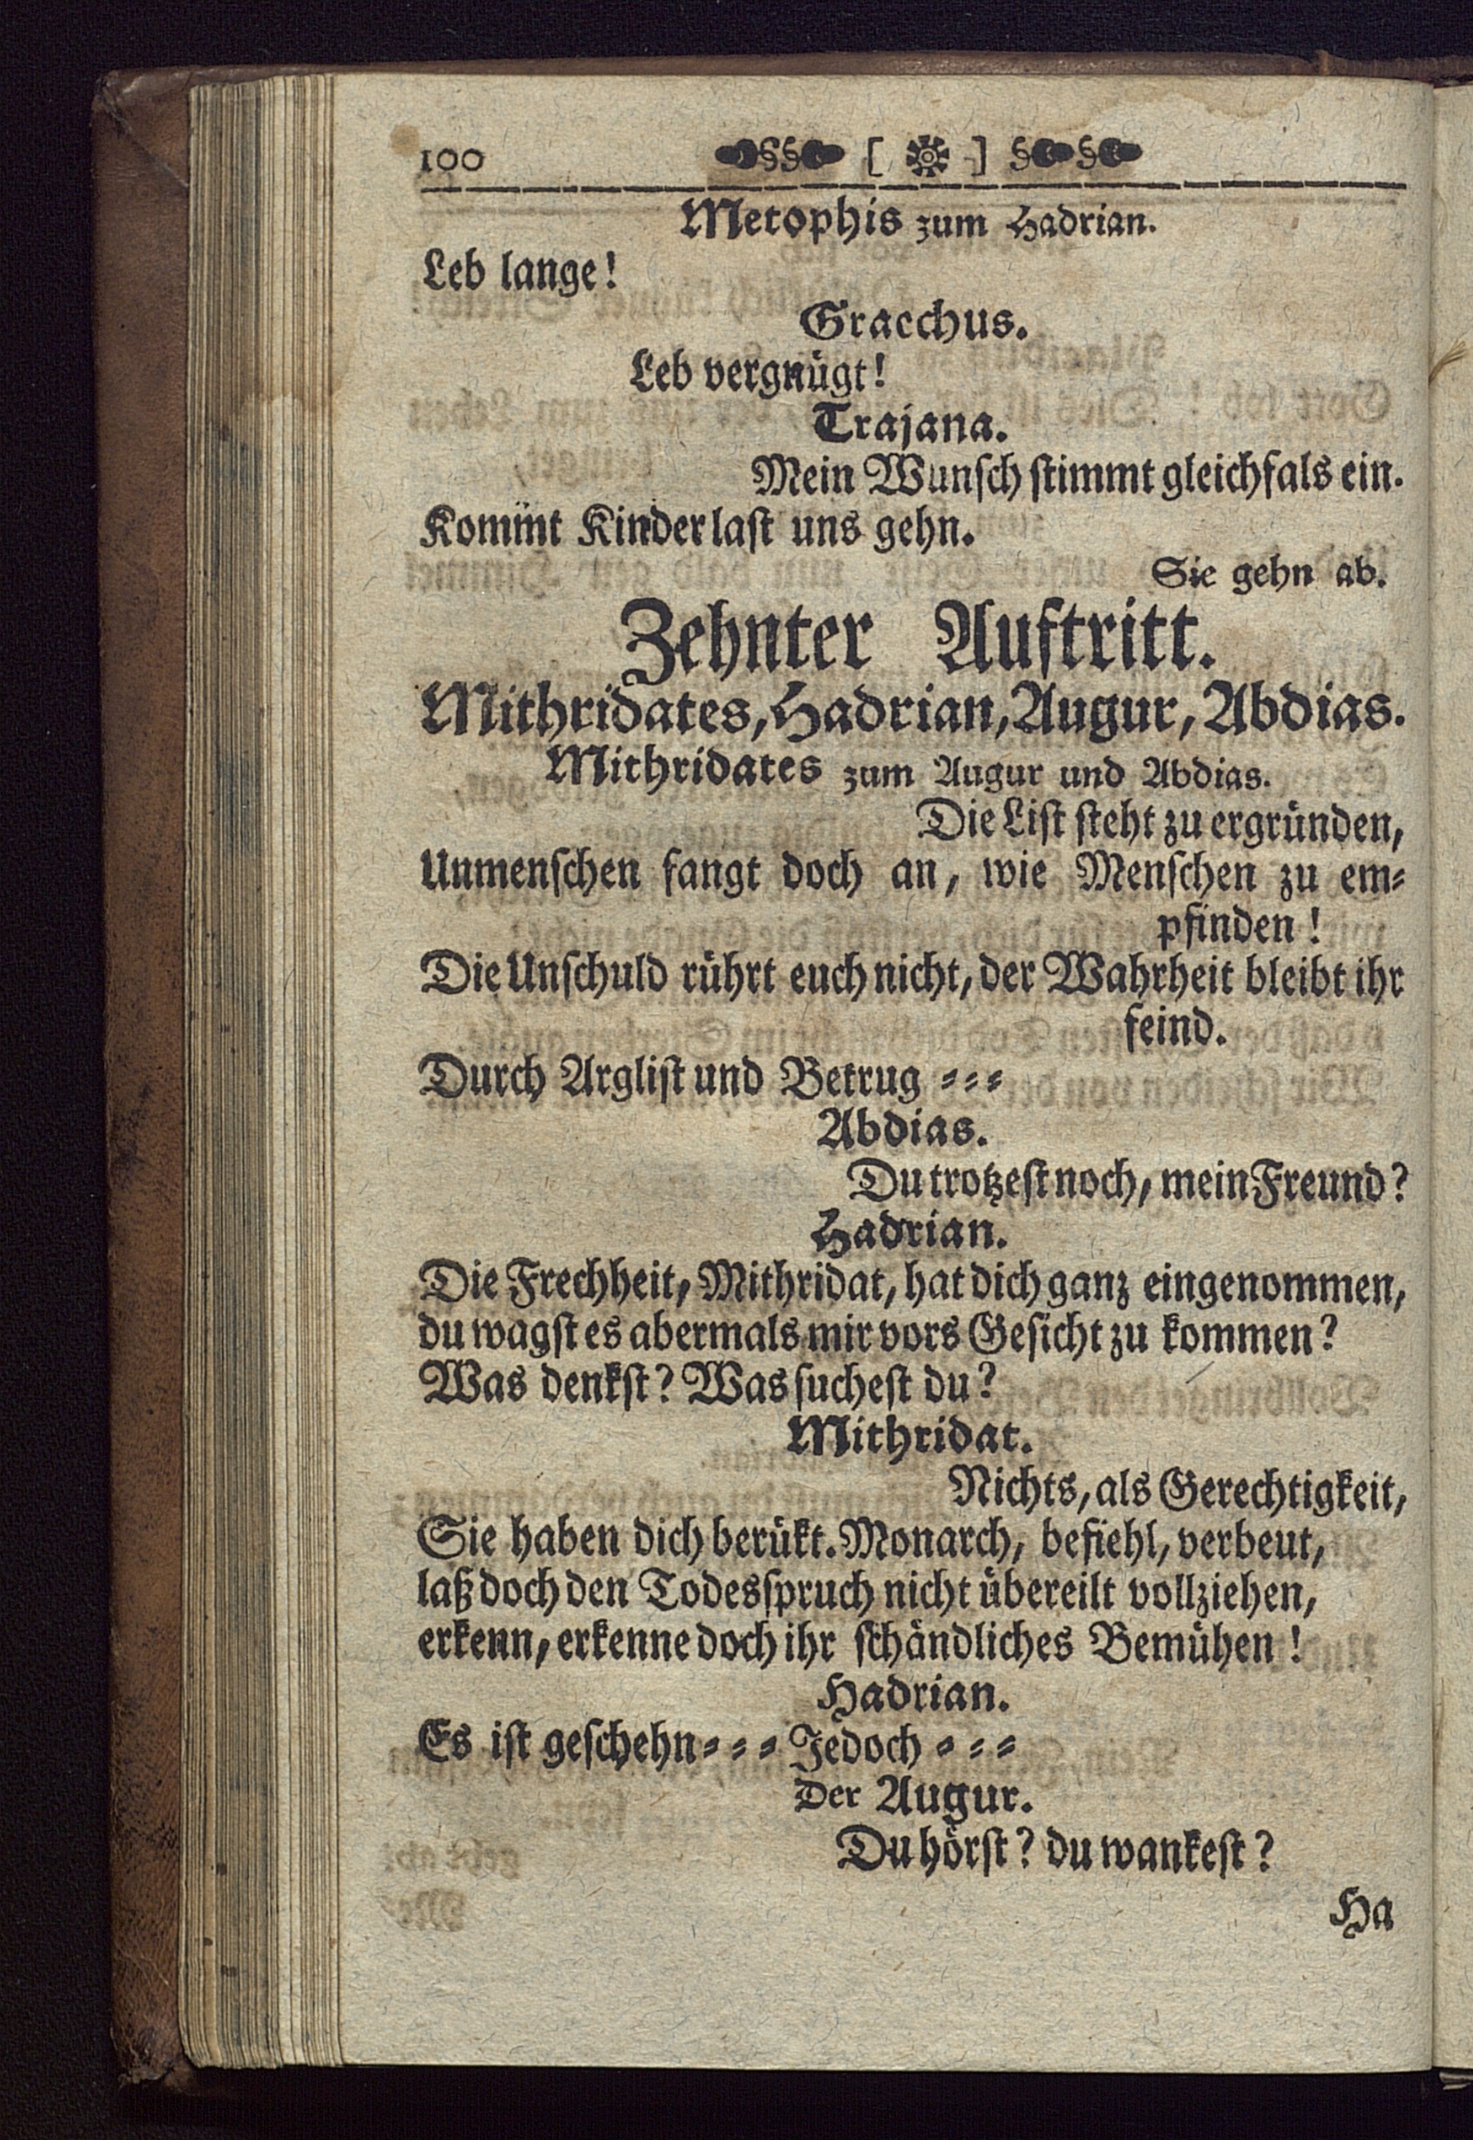 100
Metophis zum Hadrian.
Leb lange!
Gracchus.
Leb vergnügt!
Trajana.
Mein Wunsch stimmt gleichfals ein.
Kommt Kinder last uns gehn.
Sie gehn ab.
Zehnter Auftritt.
Mithridates, Hadrian, Augur, Abdias.
Mithridates zum Augur und Abdias.
Die List steht zu ergründen,
Unmenschen fangt doch an, wie Menschen zu em-
pfinden!
Die Unschuld rührt euch nicht, der Wahrheit bleibt ihr
feind.
Durch Arglist und Betrug - - -
Abdias.
Du trotzest noch, mein Freund?
Hadrian.
Die Frechheit, Mithridat, hat dich ganz eingenommen,
du wagst es abermals mir vors Gesicht zu kommen?
Was denkst? Was suchest du?
Mithridat.
Nichts, als Gerechtigkeit,
Sie haben dich berükt. Monarch, befiehl, verbeut,
laß doch den Todesspruch nicht übereilt vollziehen,
erkenn, erkenne doch ihr schändliches Bemühen!
Hadrian.
Es ist geschehn - - - Jedoch - - -
Der Augur.
Du hörst? du wankest?
Ha